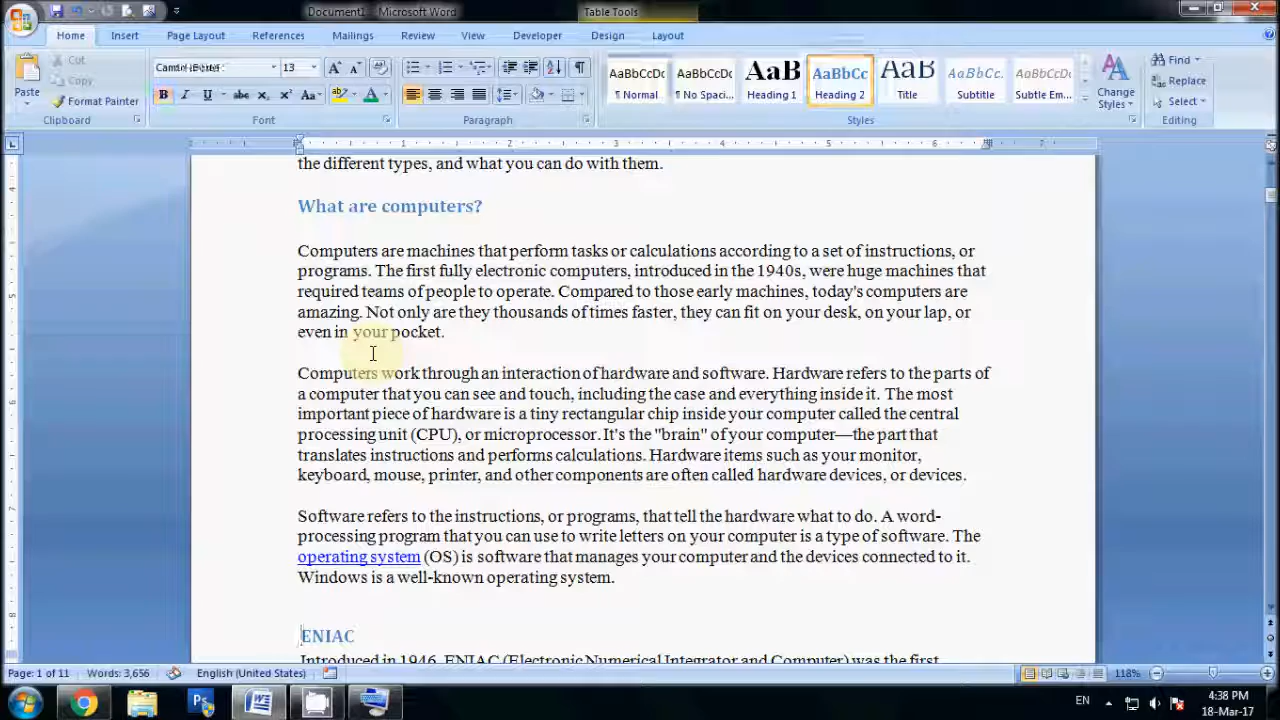 Document1 - Microsoft Word
Table Tools
Home Insert Page Layout References Mailings Review View Developer Design Layout
Paste
Cut
Copy
Format Painter
Clipboard
13
Font
Paragraph
AaBbCcDc AaBbCcDc AaB AaBbCc AaB AaBbCc. AaBbCcDc
¶ Normal ¶ No Spaci... Heading 1 Heading 2 Title Subtitle Subtle Em...
Change Styles
Styles
Find
Replace
Select
Editing
the different types, and what you can do with them.
What are computers?
Computers are machines that perform tasks or calculations according to a set of instructions, or
programs. The first fully electronic computers, introduced in the 1940s, were huge machines that
required teams of people to operate. Compared to those early machines, today's computers are
amazing. Not only are they thousands of times faster, they can fit on your desk, on your lap, or
even in your pocket.
Computers work through an interaction of hardware and software. Hardware refers to the parts of
a computer that you can see and touch, including the case and everything inside it. The most
important piece of hardware is a tiny rectangular chip inside your computer called the central
processing unit (CPU), or microprocessor. It's the "brain" of your computer—the part that
translates instructions and performs calculations. Hardware items such as your monitor,
keyboard, mouse, printer, and other components are often called hardware devices, or devices.
Software refers to the instructions, or programs, that tell the hardware what to do. A word-
processing program that you can use to write letters on your computer is a type of software. The
operating system (OS) is software that manages your computer and the devices connected to it.
Windows is a well-known operating system.
ENIAC
Introduced in 1946, ENIAC (Electronic Numerical Integrator and Computer) was the first
Page: 1 of 11 Words: 3,656 English (United States) 118%
EN
4:38 PM
18-Mar-17